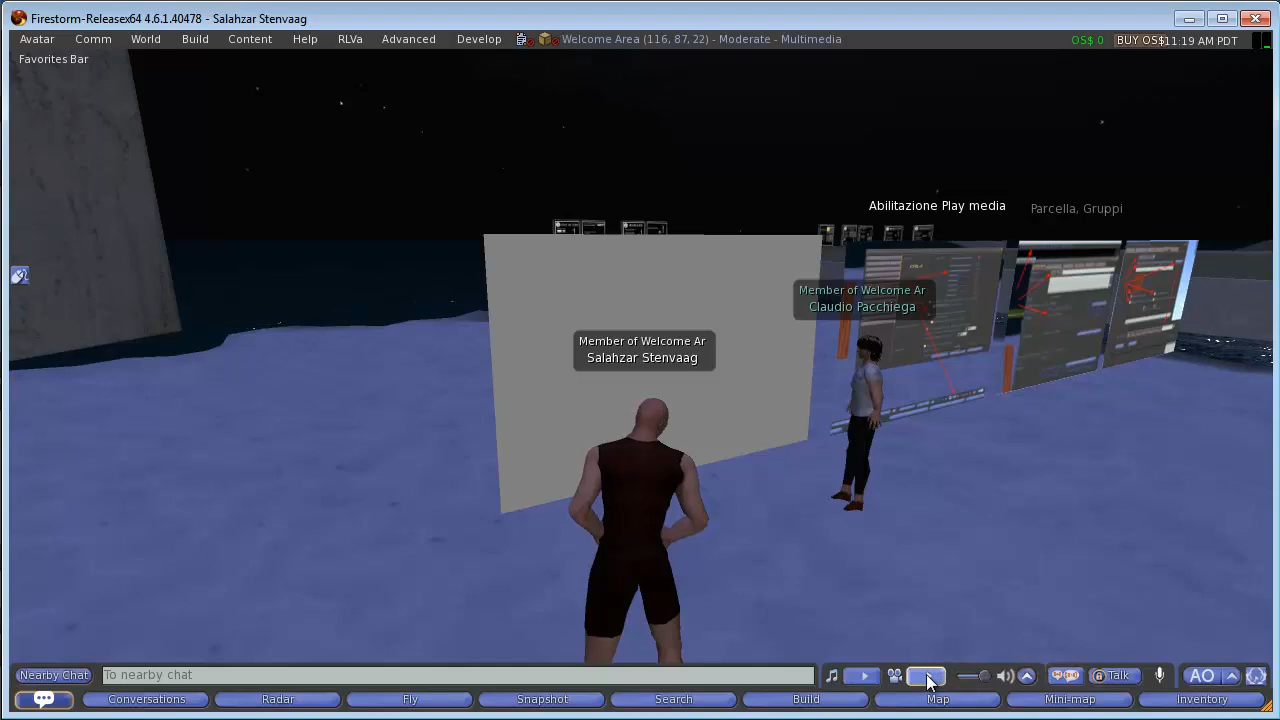 Firestorm-Releasex64 4.6.1.40478 - Salahzar Stenvaag
Avatar Comm World Build Content Help RLVa Advanced Develop Welcome Area (116, 87, 22) - Moderate - Multimedia OS$ 0 BUY OS$ 11:19 AM PDT
Favorites Bar
Abilitazione Play media Parcella, Gruppi
Member of Welcome Ar
Claudio Pacchiega
Member of Welcome Ar
Salahzar Stenvaag
Nearby Chat To nearby chat Talk AO
Conversations Radar Fly Snapshot Search Build Map Mini-map Inventory